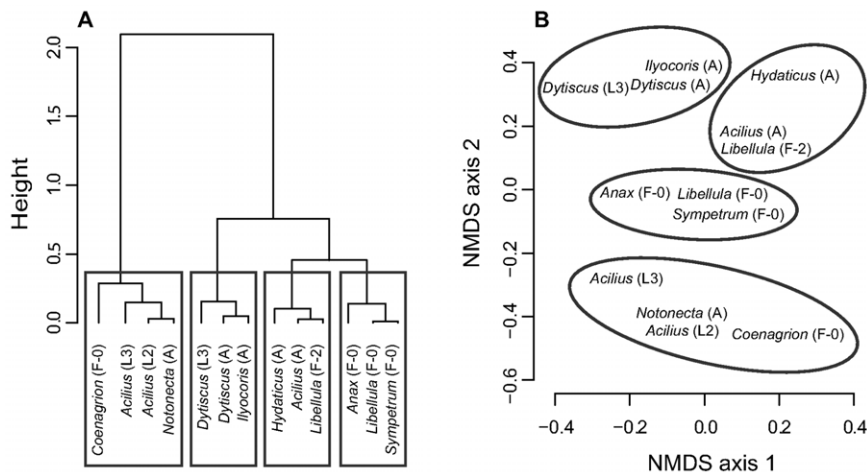 A
Height
2.0
1.5
1.0
0.5
0.0
Coenagrion (F-0)
Acilius (L3)
Acilius (L2)
Notonecta (A)
Dytiscus (L3)
Dytiscus (A)
Ilyocoris (A)
Hydaticus (A)
Acilius (A)
Libellula (F-2)
Anax (F-0)
Libellula (F-0)
Sympetrum (F-0)
B
NMDS axis 2
0.4
0.2
0.0
−0.2
−0.4
−0.6
Ilyocoris (A)
Dytiscus (L3) Dytiscus (A)
Hydaticus (A)
Acilius (A)
Libellula (F-2)
Anax (F-0) Libellula (F-0)
Sympetrum (F-0)
Acilius (L3)
Notonecta (A)
Acilius (L2) Coenagrion (F-0)
−0.4 −0.2 0.0 0.2 0.4
NMDS axis 1